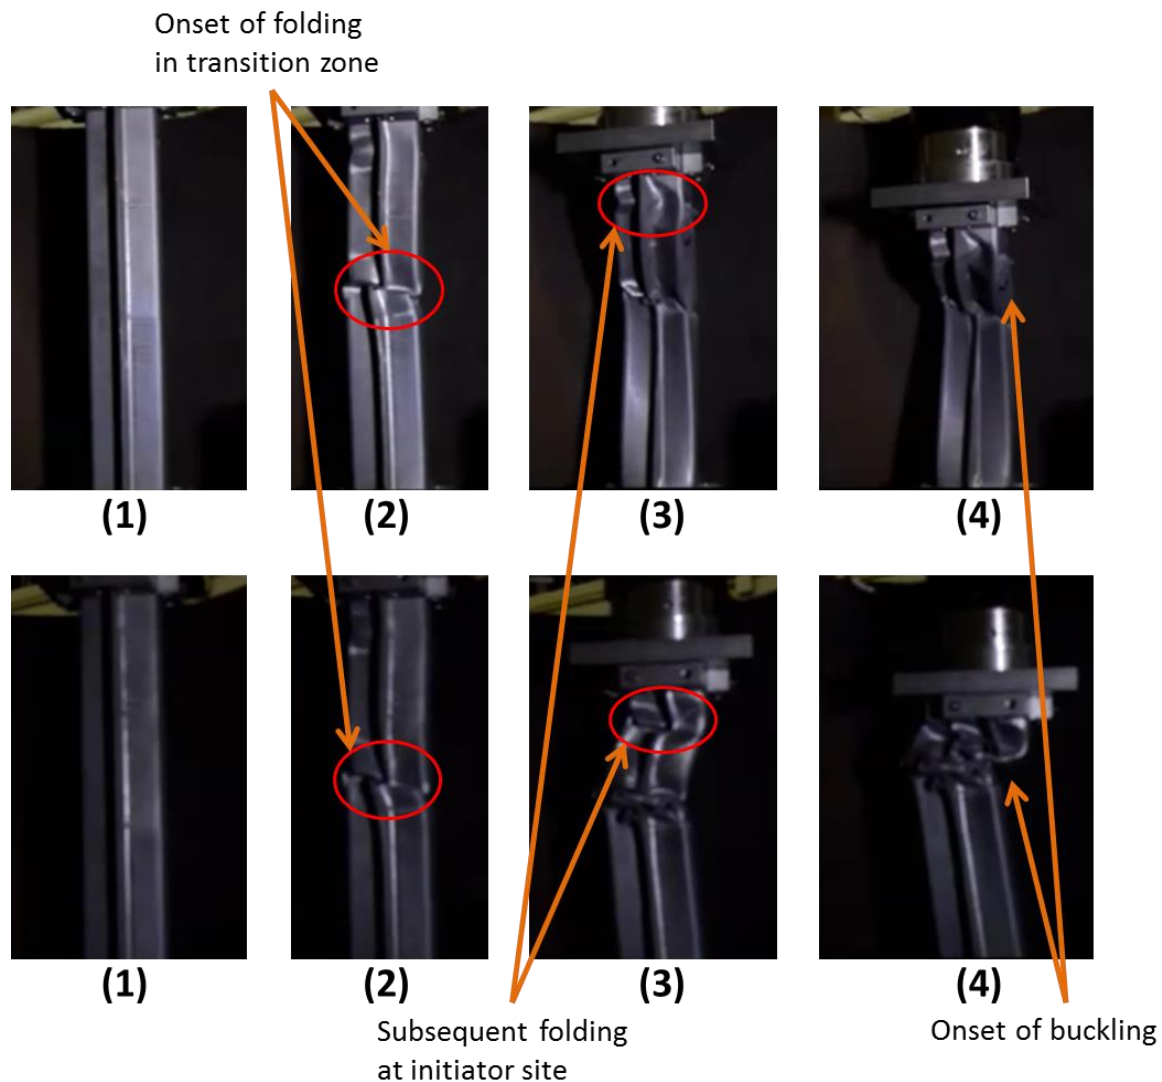 Onset of folding
in transition zone
(1)
(2)
(3)
(4)
(1)
(2)
(3)
(4)
Subsequent folding
at initiator site
Onset of buckling